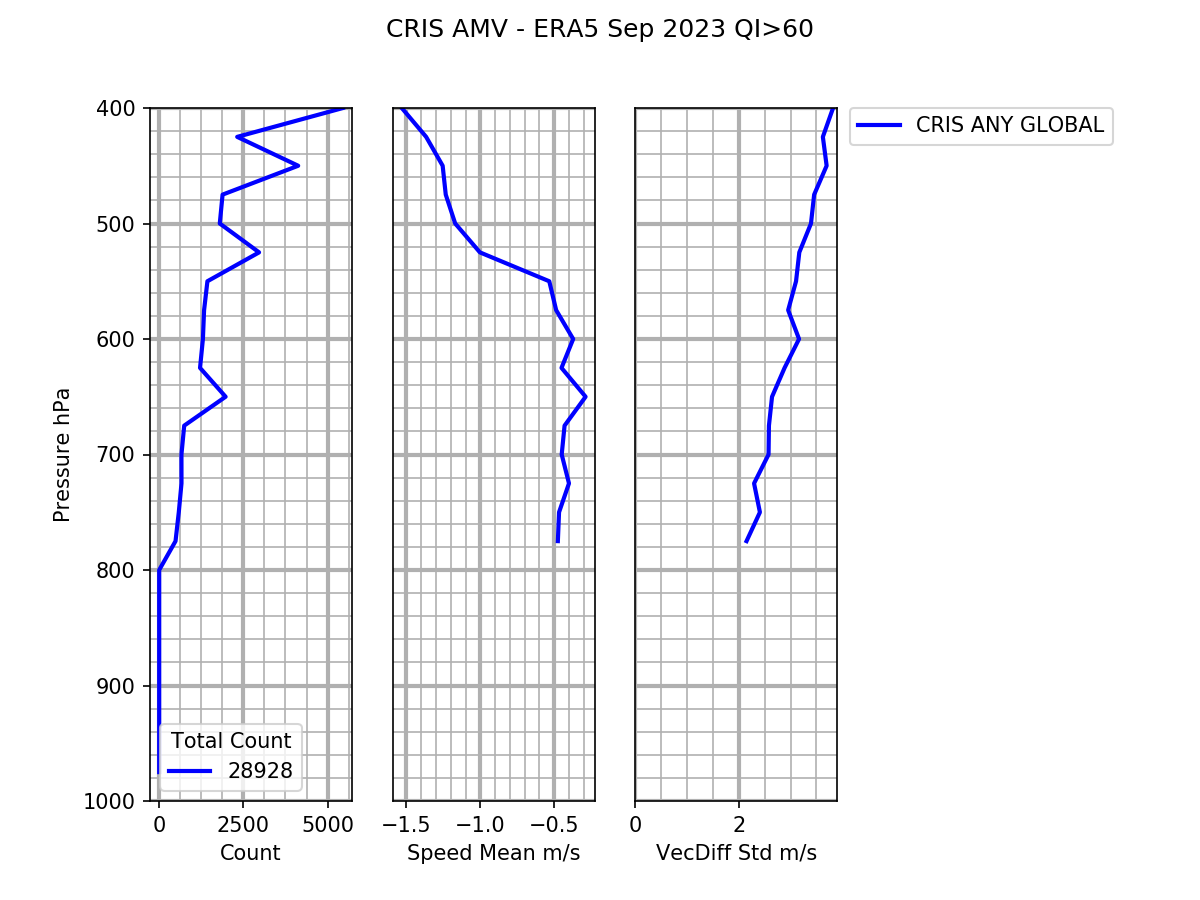 CRIS AMV - ERA5 Sep 2023 QI>60
CRIS ANY GLOBAL
Pressure hPa
400
500
600
700
800
900
1000
Total Count
28928
0 2500 5000
Count
−1.5 −1.0 −0.5
Speed Mean m/s
0 2
VecDiff Std m/s